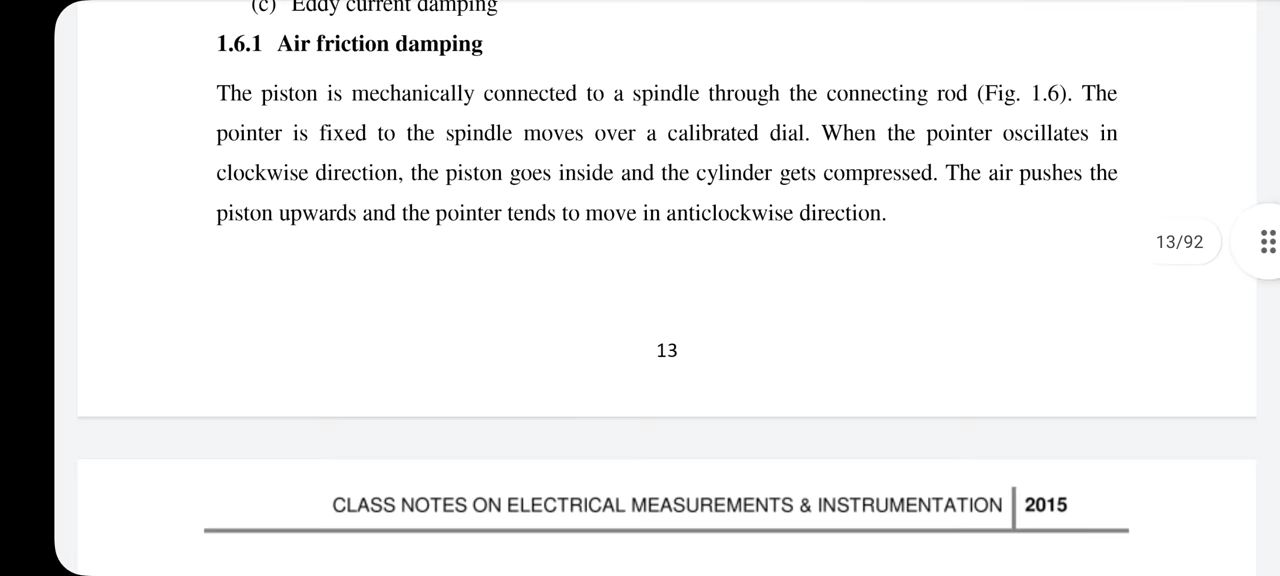 (c) Eddy current damping
1.6.1 Air friction damping
The piston is mechanically connected to a spindle through the connecting rod (Fig. 1.6). The
pointer is fixed to the spindle moves over a calibrated dial. When the pointer oscillates in
clockwise direction, the piston goes inside and the cylinder gets compressed. The air pushes the
piston upwards and the pointer tends to move in anticlockwise direction.
13/92
13
CLASS NOTES ON ELECTRICAL MEASUREMENTS & INSTRUMENTATION 2015